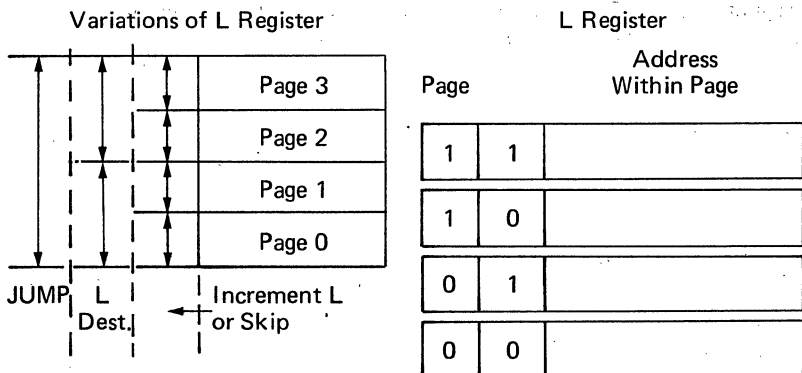 Variations of L Register
Page 3
Page 2
Page 1
Page 0
JUMP
L
Dest.
Increment L
or Skip
L Register
Page
Address
Within Page
1 1
1 0
0 1
0 0